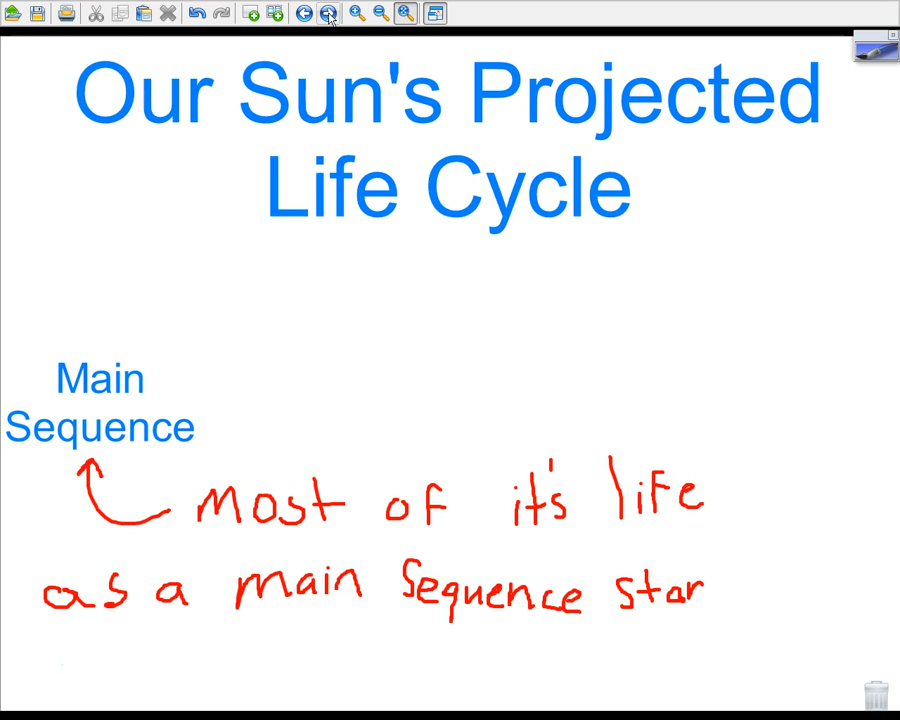 Our Sun's Projected
Life Cycle
Main
Sequence
most of it's life
as a main sequence star